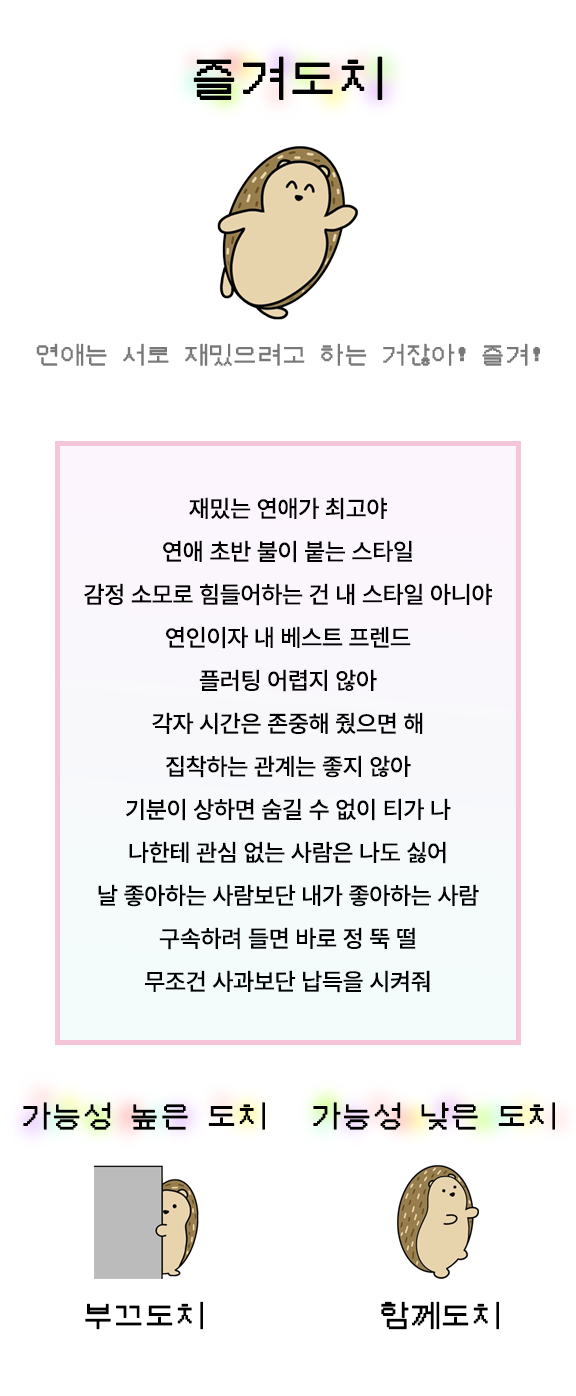 즐겨도치
연애는 서로 재밌으려고 하는 거잖아! 즐겨!
재밌는 연애가 최고야
연애 초반 불이 붙는 스타일
감정 소모로 힘들어하는 건 내 스타일 아니야
연인이자 내 베스트 프렌드
플러팅 어렵지 않아
각자 시간은 존중해 줬으면 해
집착하는 관계는 좋지 않아
기분이 상하면 숨길 수 없이 티가 나
나한테 관심 없는 사람은 나도 싫어
날 좋아하는 사람보단 내가 좋아하는 사람
구속하려 들면 바로 정 뚝 떨
무조건 사과보단 납득을 시켜줘
가능성 높은 도치
가능성 낮은 도치
부끄도치
함께도치